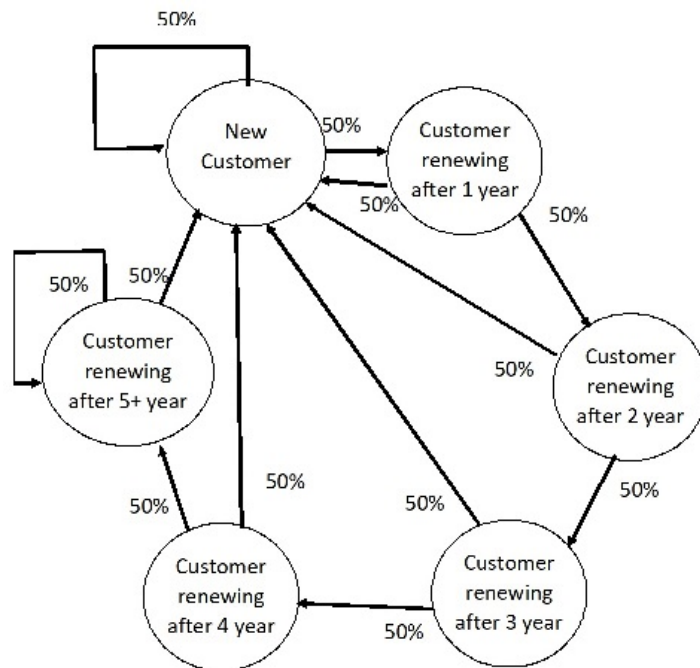 50%
New
Customer
50%
Customer
renewing
after 1 year
50%
50%
50%
50%
Customer
renewing
after 5+ year
Customer
renewing
after 2 year
50%
50%
50%
50%
50%
Customer
renewing
after 4 year
Customer
renewing
after 3 year
50%